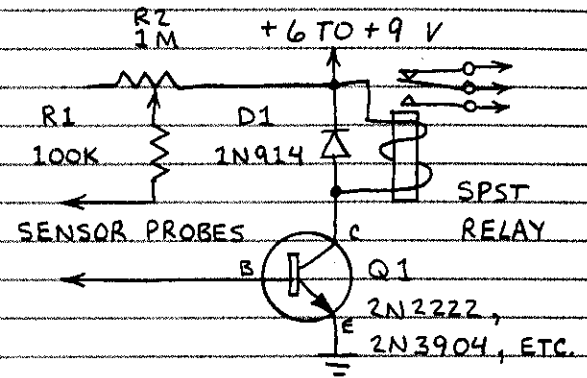 R2
1M
+6 TO +9 V
R1
100K
D1
1N914
SENSOR PROBES
SPST
RELAY
C
B
Q1
E
2N2222,
2N3904, ETC.